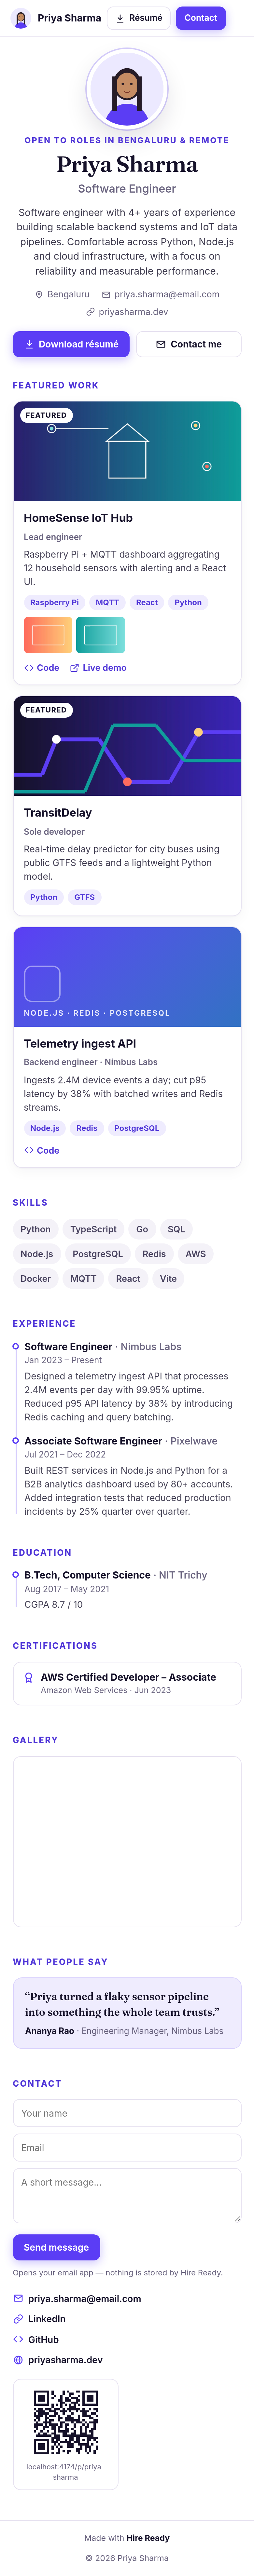 Priya Sharma
Résumé
Contact
OPEN TO ROLES IN BENGALURU & REMOTE
Priya Sharma
Software Engineer
Software engineer with 4+ years of experience
building scalable backend systems and IoT data
pipelines. Comfortable across Python, Node.js
and cloud infrastructure, with a focus on
reliability and measurable performance.
Bengaluru
priya.sharma@email.com
priyasharma.dev
Download résumé
Contact me
FEATURED WORK
FEATURED
HomeSense IoT Hub
Lead engineer
Raspberry Pi + MQTT dashboard aggregating
12 household sensors with alerting and a React
UI.
Raspberry Pi
MQTT
React
Python
Code
Live demo
FEATURED
TransitDelay
Sole developer
Real-time delay predictor for city buses using
public GTFS feeds and a lightweight Python
model.
Python
GTFS
NODE.JS · REDIS · POSTGRESQL
Telemetry ingest API
Backend engineer · Nimbus Labs
Ingests 2.4M device events a day; cut p95
latency by 38% with batched writes and Redis
streams.
Node.js
Redis
PostgreSQL
Code
SKILLS
Python
TypeScript
Go
SQL
Node.js
PostgreSQL
Redis
AWS
Docker
MQTT
React
Vite
EXPERIENCE
Software Engineer · Nimbus Labs
Jan 2023 – Present
Designed a telemetry ingest API that processes
2.4M events per day with 99.95% uptime.
Reduced p95 API latency by 38% by introducing
Redis caching and query batching.
Associate Software Engineer · Pixelwave
Jul 2021 – Dec 2022
Built REST services in Node.js and Python for a
B2B analytics dashboard used by 80+ accounts.
Added integration tests that reduced production
incidents by 25% quarter over quarter.
EDUCATION
B.Tech, Computer Science · NIT Trichy
Aug 2017 – May 2021
CGPA 8.7 / 10
CERTIFICATIONS
AWS Certified Developer – Associate
Amazon Web Services · Jun 2023
GALLERY
WHAT PEOPLE SAY
“Priya turned a flaky sensor pipeline
into something the whole team trusts.”
Ananya Rao · Engineering Manager, Nimbus Labs
CONTACT
Your name
Email
A short message...
Send message
Opens your email app — nothing is stored by Hire Ready.
priya.sharma@email.com
LinkedIn
GitHub
priyasharma.dev
localhost:4174/p/priya-
sharma
Made with Hire Ready
© 2026 Priya Sharma